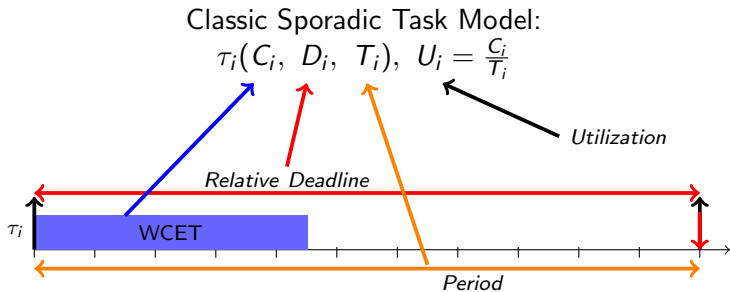 Classic Sporadic Task Model:
τᵢ(Cᵢ, Dᵢ, Tᵢ), Uᵢ = Cᵢ/Tᵢ
Utilization
Relative Deadline
τᵢ
WCET
Period